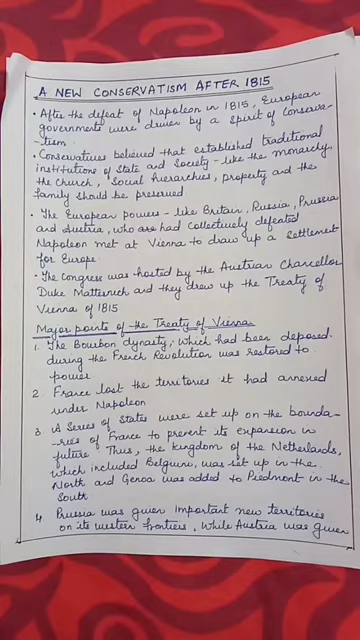 A NEW CONSERVATISM AFTER 1815
• After the defeat of Napoleon in 1815, European
governments were driven by a spirit of Conserva-
-tism.
• Conservatives believed that established traditional
institutions of State and Society - like the monarchy,
the Church, Social hierarchies, property and the
family should be preserved
• The European powers - like Britain, Russia, Prussia
and Austria, who had collectively defeated
Napoleon met at Vienna to draw up a settlement
for Europe.
• The Congress was hosted by the Austrian Chancellor
Duke Matternich and they drew up the Treaty of
Vienna of 1815
Major points of the Treaty of Vienna
1. The Bourbon dynasty, which had been deposed
during the French Revolution was restored to
power
2. France lost the territories it had annexed
under Napoleon
3. A Series of States were set up on the bounda-
-ries of France to prevent its expansion in
future. Thus, the kingdom of the Netherlands,
which included Belgium, was set up in the
North and Genoa was added to Piedmont in the
South
4. Prussia was given important new territories
on its western frontiers, while Austria was given